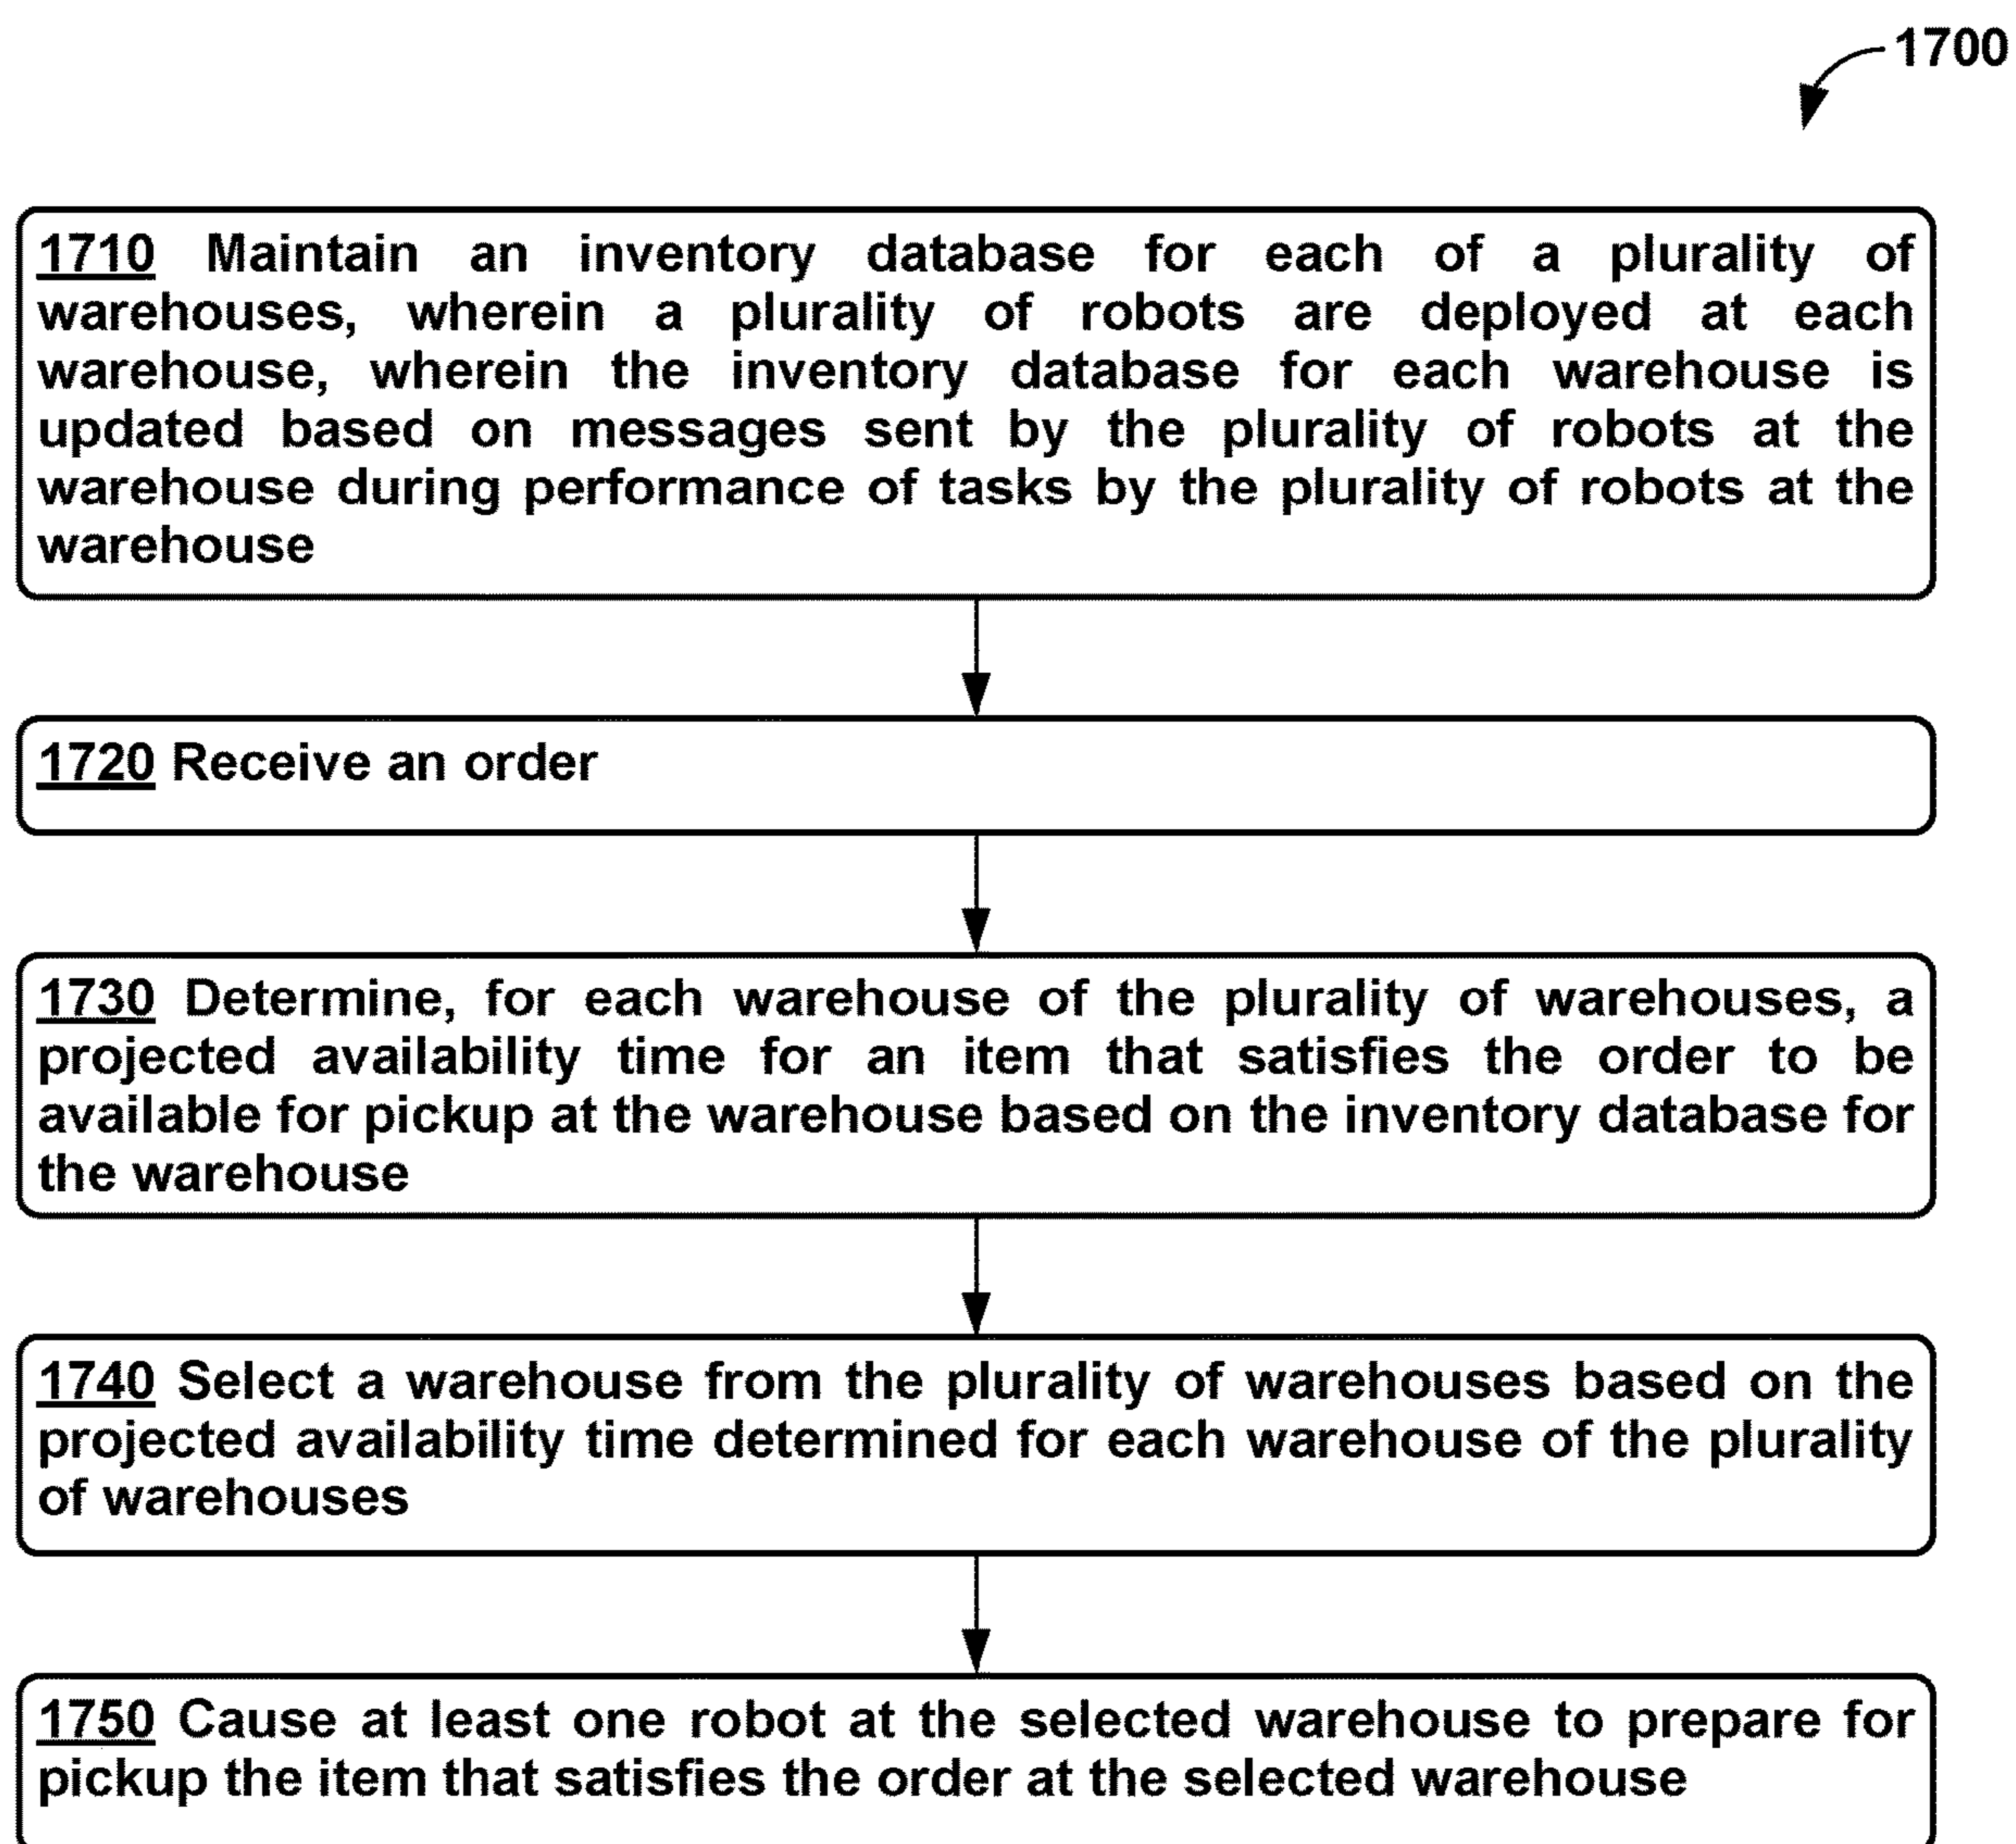 1700
1710 Maintain an inventory database for each of a plurality of
warehouses, wherein a plurality of robots are deployed at each
warehouse, wherein the inventory database for each warehouse is
updated based on messages sent by the plurality of robots at the
warehouse during performance of tasks by the plurality of robots at the
warehouse
1720 Receive an order
1730 Determine, for each warehouse of the plurality of warehouses, a
projected availability time for an item that satisfies the order to be
available for pickup at the warehouse based on the inventory database for
the warehouse
1740 Select a warehouse from the plurality of warehouses based on the
projected availability time determined for each warehouse of the plurality
of warehouses
1750 Cause at least one robot at the selected warehouse to prepare for
pickup the item that satisfies the order at the selected warehouse